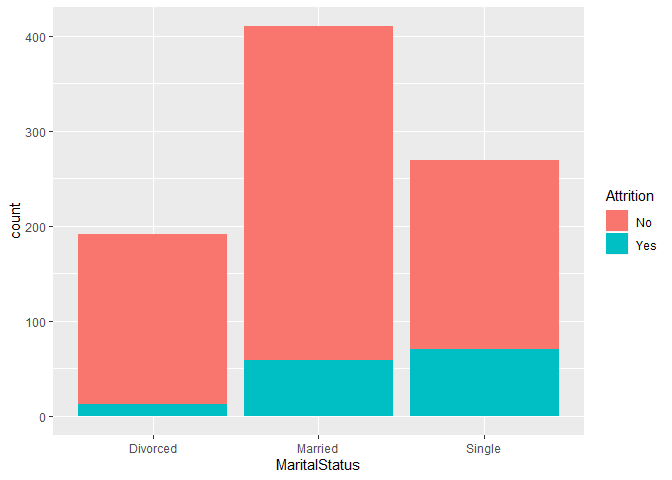 400
300
200
100
0
count
Divorced Married Single
MaritalStatus
Attrition
No
Yes